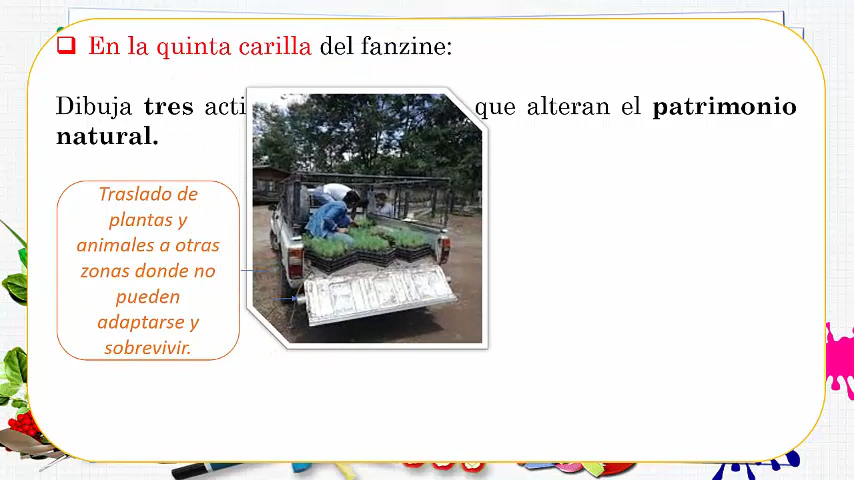 En la quinta carilla del fanzine:
Dibuja tres acti que alteran el patrimonio
natural.
Traslado de
plantas y
animales a otras
zonas donde no
pueden
adaptarse y
sobrevivir.